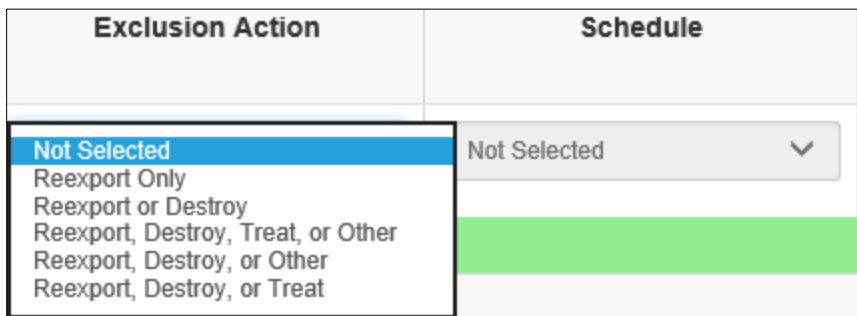 Exclusion Action
Schedule
Not Selected
Not Selected
Reexport Only
Reexport or Destroy
Reexport, Destroy, Treat, or Other
Reexport, Destroy, or Other
Reexport, Destroy, or Treat